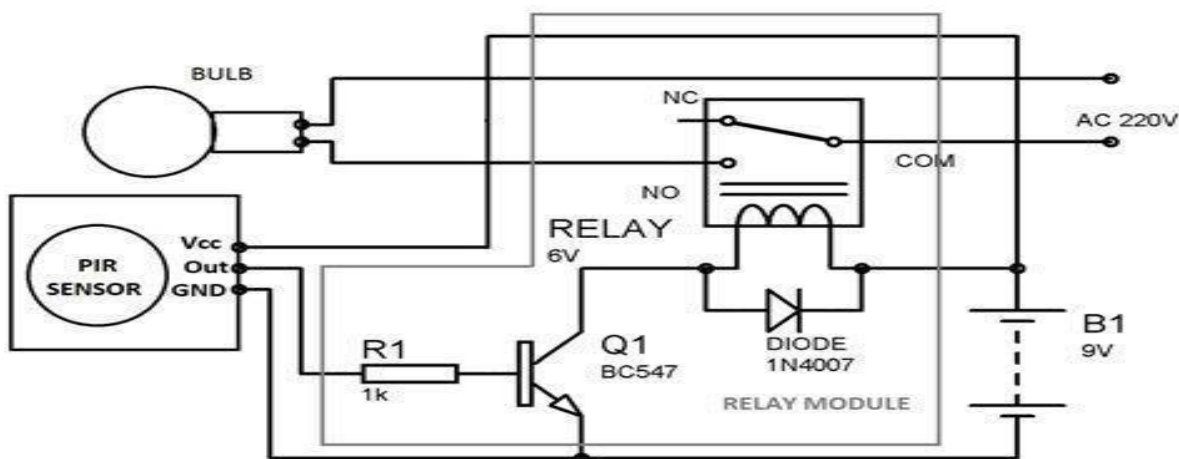 BULB
NC
AC 220V
COM
NO
RELAY
6V
Vcc
Out
GND
PIR
SENSOR
R1
1k
Q1
BC547
DIODE
1N4007
RELAY MODULE
B1
9V